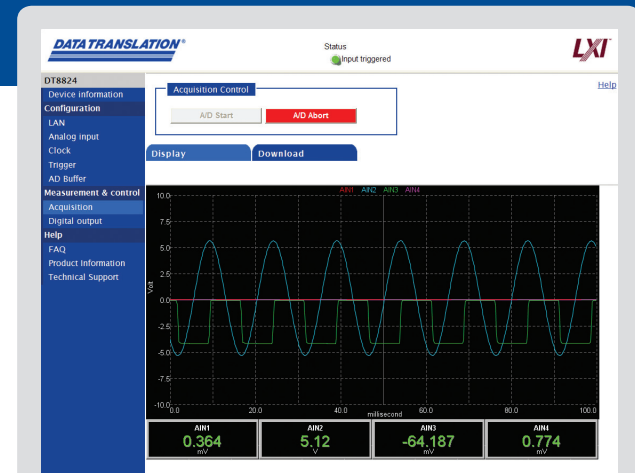 DATA TRANSLATION®
Status
Input triggered
LXI
DT8824
Device information
Configuration
LAN
Analog input
Clock
Trigger
AD Buffer
Measurement & control
Acquisition
Digital output
Help
FAQ
Product Information
Technical Support
Help
Acquisition Control
A/D Start
A/D Abort
Display
Download
AIN1 AIN2 AIN3 AIN4
Volt
10.0
7.5
5.0
2.5
0.0
-2.5
-5.0
-7.5
-10.0
0.0 20.0 40.0 60.0 80.0 100.0
millisecond
AIN1
0.364
mV
AIN2
5.12
V
AIN3
-64.187
mV
AIN4
0.774
mV